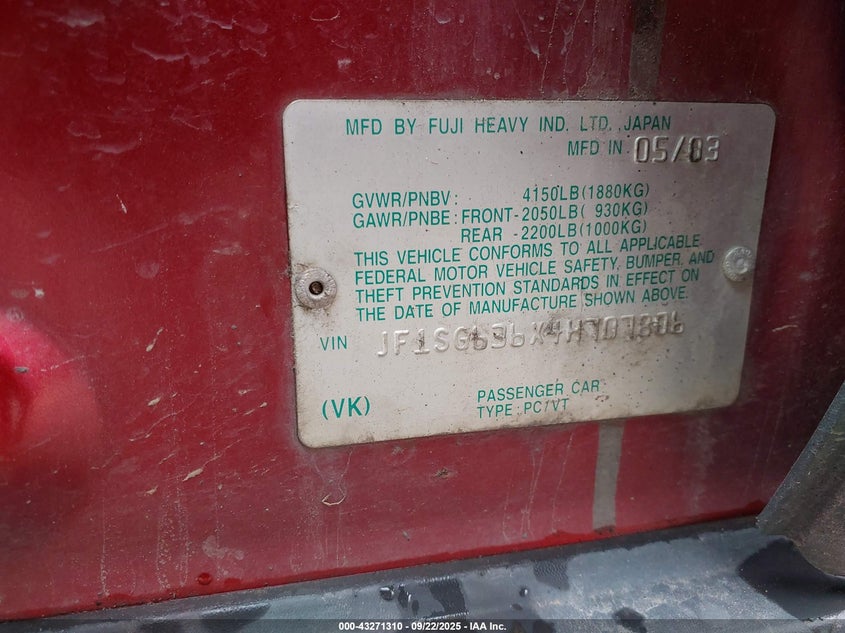 MFD BY FUJI HEAVY IND. LTD. JAPAN
MFD IN 05/03
GVWR/PNBV: 4150LB(1880KG)
GAWR/PNBE: FRONT-2050LB( 930KG)
REAR -2200LB(1000KG)
THIS VEHICLE CONFORMS TO ALL APPLICABLE
FEDERAL MOTOR VEHICLE SAFETY, BUMPER, AND
THEFT PREVENTION STANDARDS IN EFFECT ON
THE DATE OF MANUFACTURE SHOWN ABOVE.
VIN
(VK)
PASSENGER CAR
TYPE : PC/VT
000-43271310 - 09/22/2025 - IAA Inc.